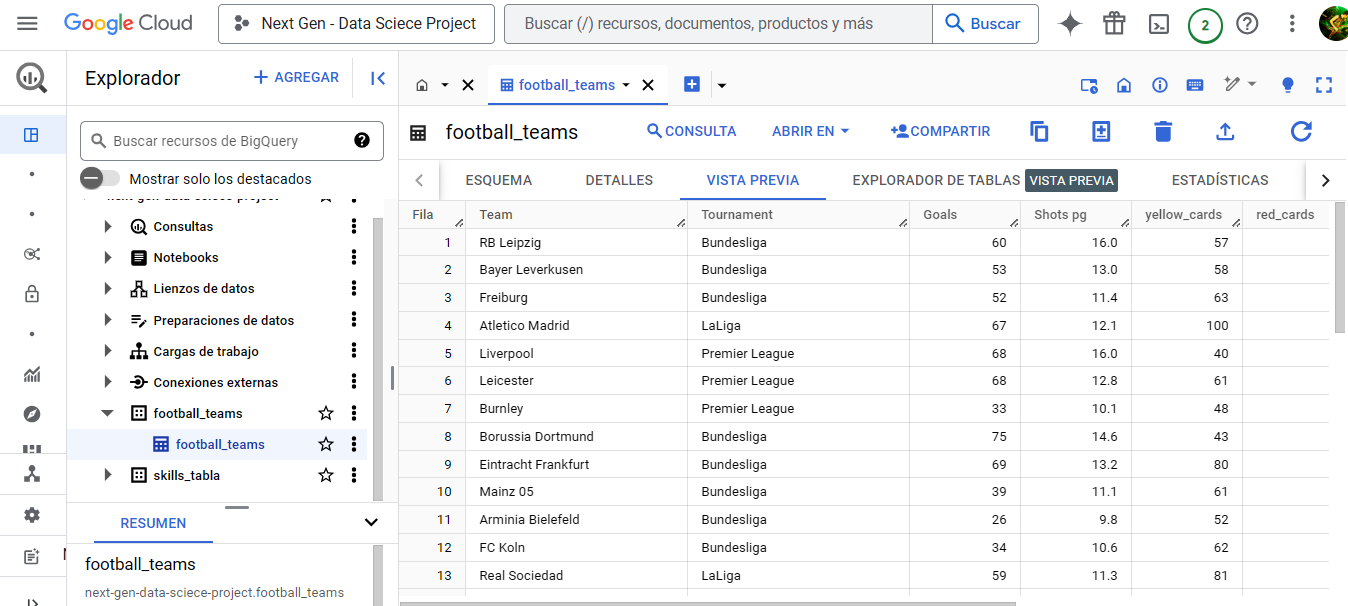 Google Cloud
Next Gen - Data Sciece Project
Buscar (/) recursos, documentos, productos y más
Buscar
2
Explorador
AGREGAR
football_teams
Buscar recursos de BigQuery
Mostrar solo los destacados
next-gen-data-sciece-project
Consultas
Notebooks
Lienzos de datos
Preparaciones de datos
Cargas de trabajo
Conexiones externas
football_teams
football_teams
skills_tabla
RESUMEN
football_teams
next-gen-data-sciece-project.football_teams
football_teams
CONSULTA
ABRIR EN
COMPARTIR
ESQUEMA DETALLES VISTA PREVIA EXPLORADOR DE TABLAS VISTA PREVIA ESTADÍSTICAS
Fila Team Tournament Goals Shots pg yellow_cards red_cards
1 RB Leipzig Bundesliga 60 16.0 57
2 Bayer Leverkusen Bundesliga 53 13.0 58
3 Freiburg Bundesliga 52 11.4 63
4 Atletico Madrid LaLiga 67 12.1 100
5 Liverpool Premier League 68 16.0 40
6 Leicester Premier League 68 12.8 61
7 Burnley Premier League 33 10.1 48
8 Borussia Dortmund Bundesliga 75 14.6 43
9 Eintracht Frankfurt Bundesliga 69 13.2 80
10 Mainz 05 Bundesliga 39 11.1 61
11 Arminia Bielefeld Bundesliga 26 9.8 52
12 FC Koln Bundesliga 34 10.6 62
13 Real Sociedad LaLiga 59 11.3 81